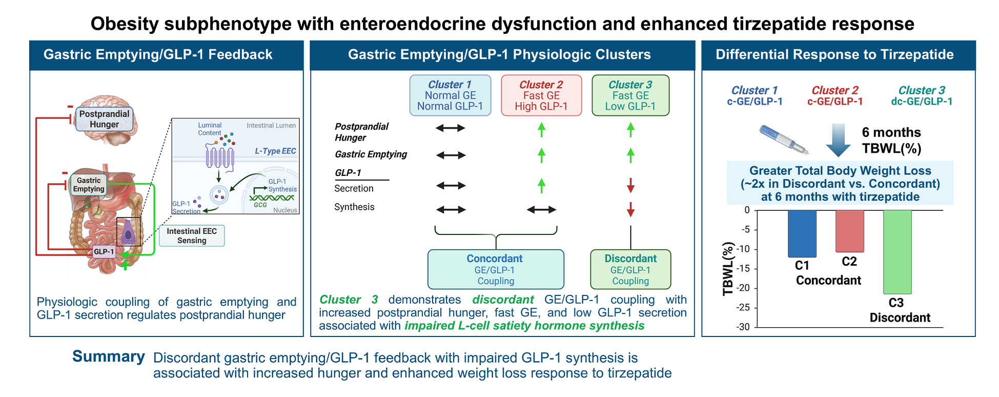 Obesity subphenotype with enteroendocrine dysfunction and enhanced tirzepatide response
Gastric Emptying/GLP-1 Feedback
-
Postprandial
Hunger
-
Gastric
Emptying
GLP-1
+
Intestinal EEC
Sensing
Luminal
Content
Intestinal Lumen
L-Type EEC
GLP-1
Synthesis
GCG
GLP-1
Secretion
Nucleus
Physiologic coupling of gastric emptying and
GLP-1 secretion regulates postprandial hunger
Gastric Emptying/GLP-1 Physiologic Clusters
Cluster 1
Normal GE
Normal GLP-1
Cluster 2
Fast GE
High GLP-1
Cluster 3
Fast GE
Low GLP-1
Postprandial
Hunger
Gastric Emptying
GLP-1
Secretion
Synthesis
Concordant
GE/GLP-1
Coupling
Discordant
GE/GLP-1
Coupling
Cluster 3 demonstrates discordant GE/GLP-1 coupling with
increased postprandial hunger, fast GE, and low GLP-1 secretion
associated with impaired L-cell satiety hormone synthesis
Differential Response to Tirzepatide
Cluster 1
c-GE/GLP-1
Cluster 2
c-GE/GLP-1
Cluster 3
dc-GE/GLP-1
6 months
TBWL(%)
Greater Total Body Weight Loss
(~2x in Discordant vs. Concordant)
at 6 months with tirzepatide
TBWL(%)
0
-5
-10
-15
-20
-25
-30
C1
C2
Concordant
C3
Discordant
Summary Discordant gastric emptying/GLP-1 feedback with impaired GLP-1 synthesis is
associated with increased hunger and enhanced weight loss response to tirzepatide